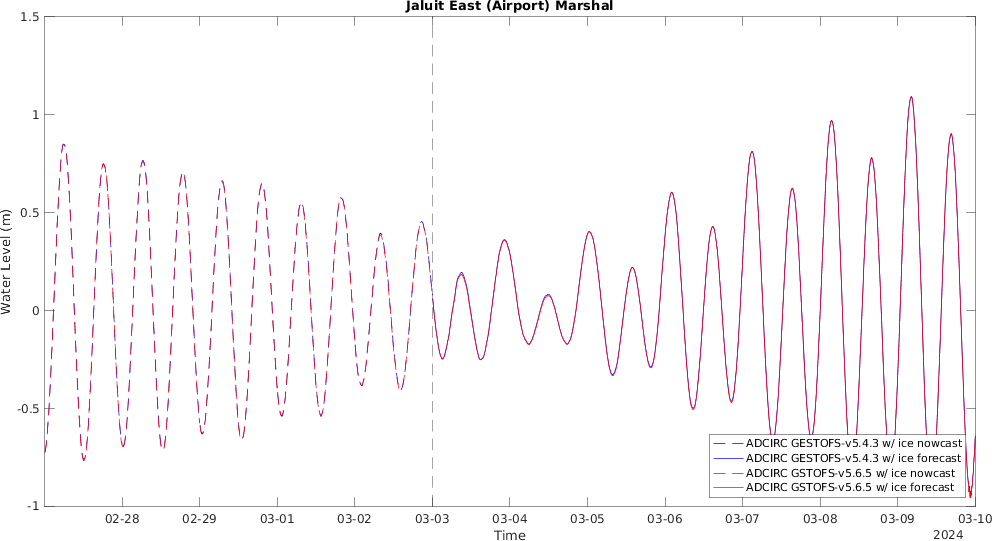 Jaluit East (Airport) Marshal
1.5
1
0.5
0
-0.5
-1
Water Level (m)
ADCIRC GESTOFS-v5.4.3 w/ ice nowcast
ADCIRC GESTOFS-v5.4.3 w/ ice forecast
ADCIRC GSTOFS-v5.6.5 w/ ice nowcast
ADCIRC GSTOFS-v5.6.5 w/ ice forecast
02-28 02-29 03-01 03-02 03-03 03-04 03-05 03-06 03-07 03-08 03-09 03-10
Time
2024